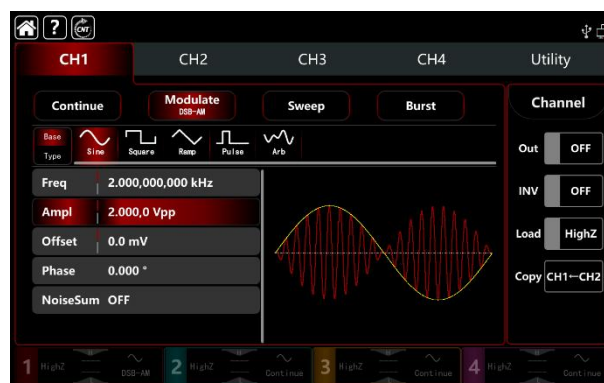 ? CNT
CH1 CH2 CH3 CH4 Utility
Continue Modulate Sweep Burst Channel
DSB-AM
Base
Type Sine Square Ramp Pulse Arb
Out OFF
Freq 2.000,000,000 kHz
INV OFF
Ampl 2.000,0 Vpp
Load HighZ
Offset 0.0 mV
Phase 0.000 °
Copy CH1←CH2
NoiseSum OFF
1 HighZ DSB-AM 2 HighZ Continue 3 HighZ Continue 4 HighZ Continue